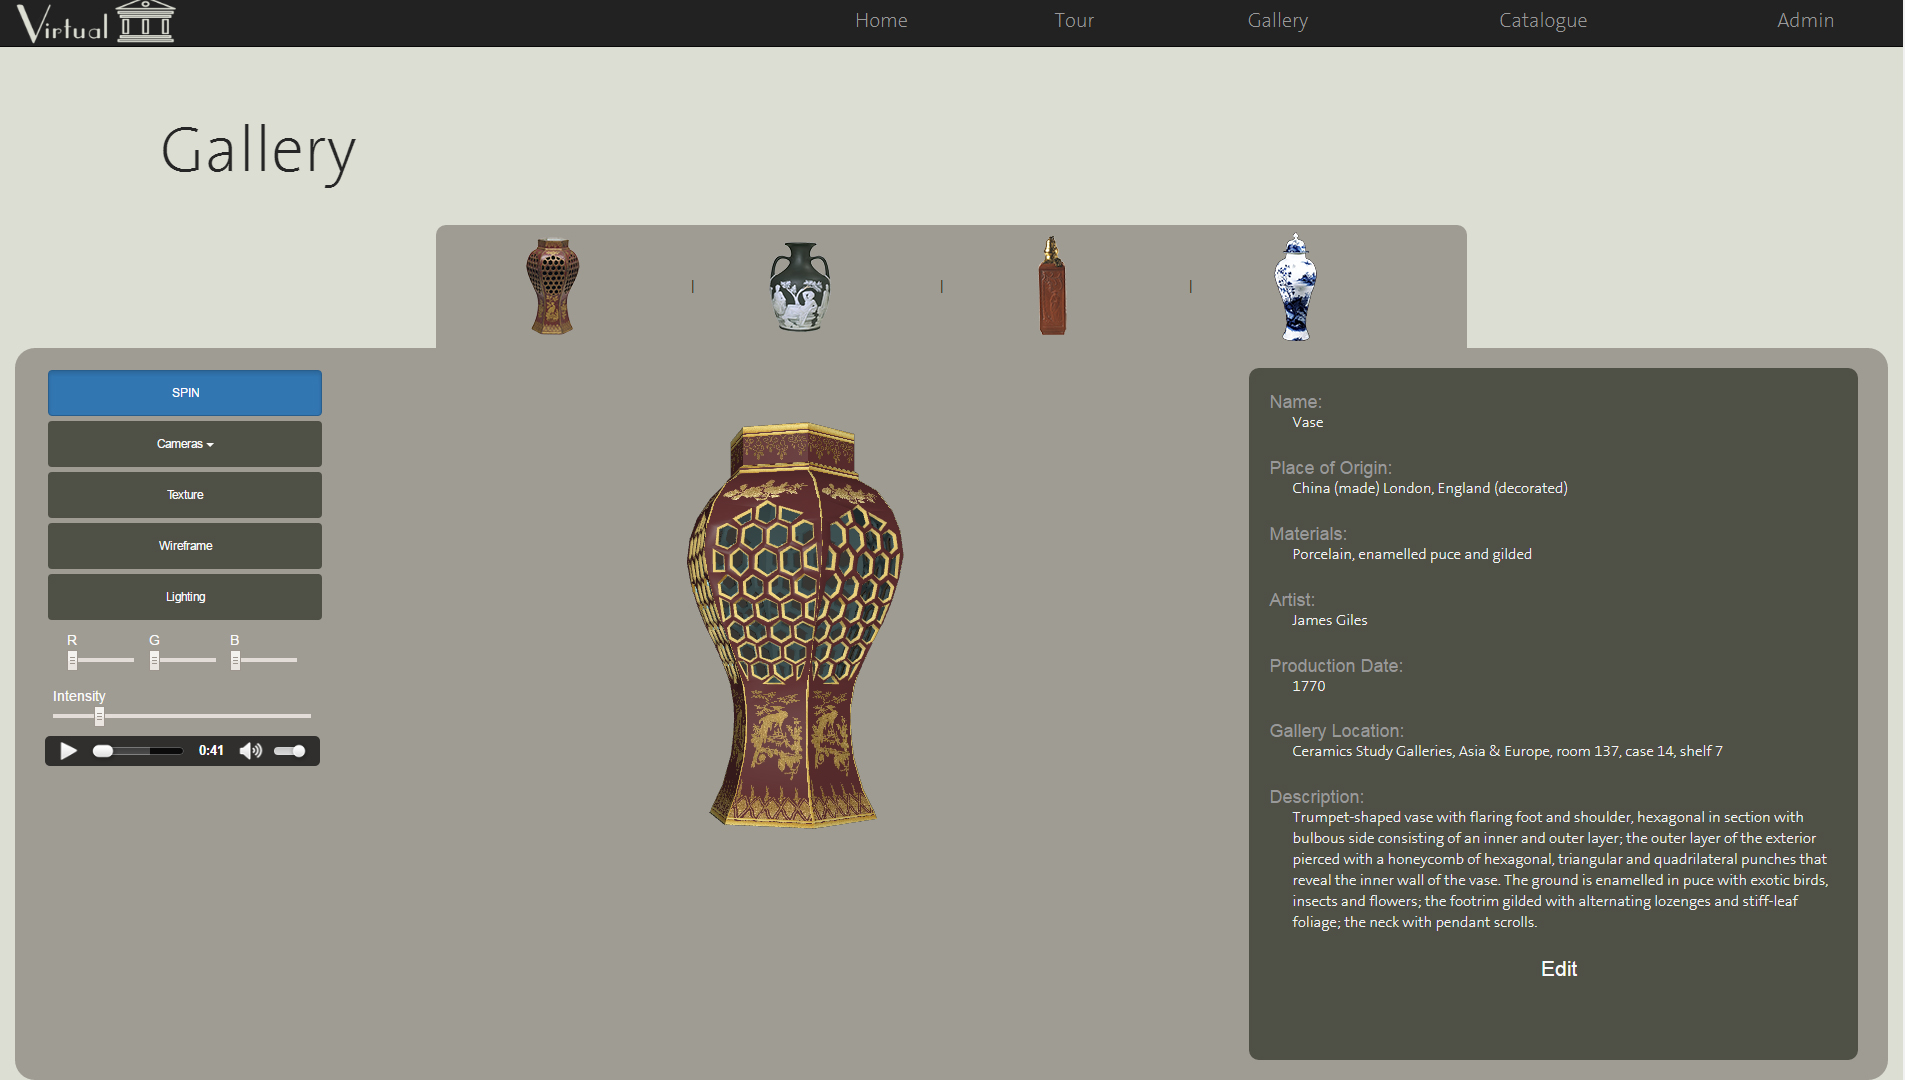 Virtual
Home
Tour
Gallery
Catalogue
Admin
Gallery
SPIN
Cameras
Texture
Wireframe
Lighting
R
G
B
Intensity
0:41
Name:
Vase
Place of Origin:
China (made) London, England (decorated)
Materials:
Porcelain, enamelled puce and gilded
Artist:
James Giles
Production Date:
1770
Gallery Location:
Ceramics Study Galleries, Asia & Europe, room 137, case 14, shelf 7
Description:
Trumpet-shaped vase with flaring foot and shoulder, hexagonal in section with
bulbous side consisting of an inner and outer layer; the outer layer of the exterior
pierced with a honeycomb of hexagonal, triangular and quadrilateral punches that
reveal the inner wall of the vase. The ground is enamelled in puce with exotic birds,
insects and flowers; the footrim gilded with alternating lozenges and stiff-leaf
foliage; the neck with pendant scrolls.
Edit